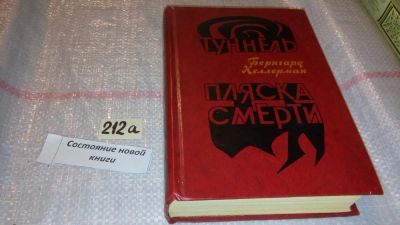 ТУННЕЛЬ
Бернгард
Келлерман
ПЛЯСКА
СМЕРТИ
212а
Состояние новой
книги